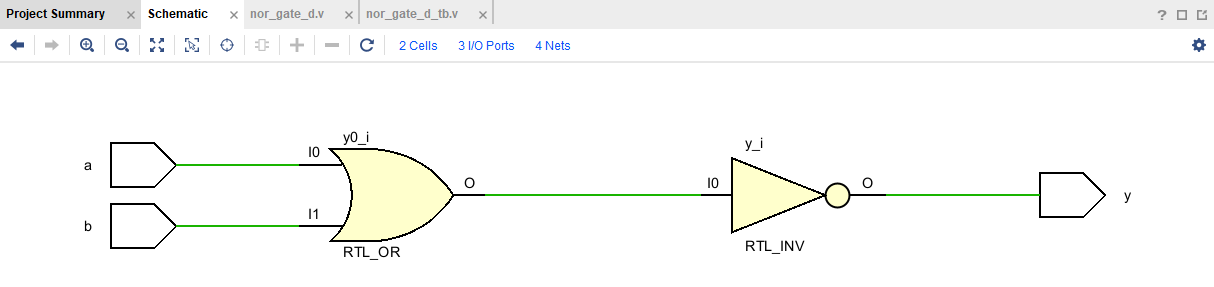 Project Summary × Schematic × nor_gate_d.v × nor_gate_d_tb.v × ?
2 Cells 3 I/O Ports 4 Nets
y0_i
y_i
a I0 O I0 O y
b I1
RTL_OR RTL_INV